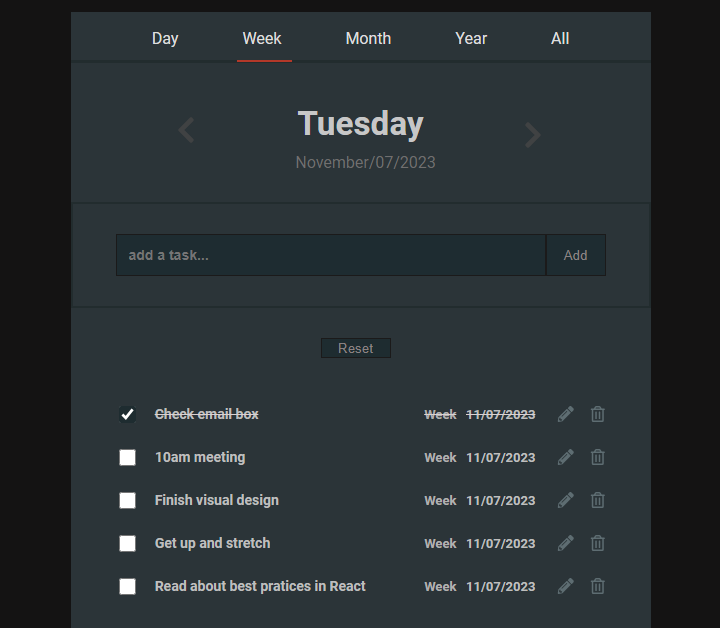 Day Week Month Year All
Tuesday
November/07/2023
add a task... Add
Reset
Check email box Week 11/07/2023
10am meeting Week 11/07/2023
Finish visual design Week 11/07/2023
Get up and stretch Week 11/07/2023
Read about best pratices in React Week 11/07/2023